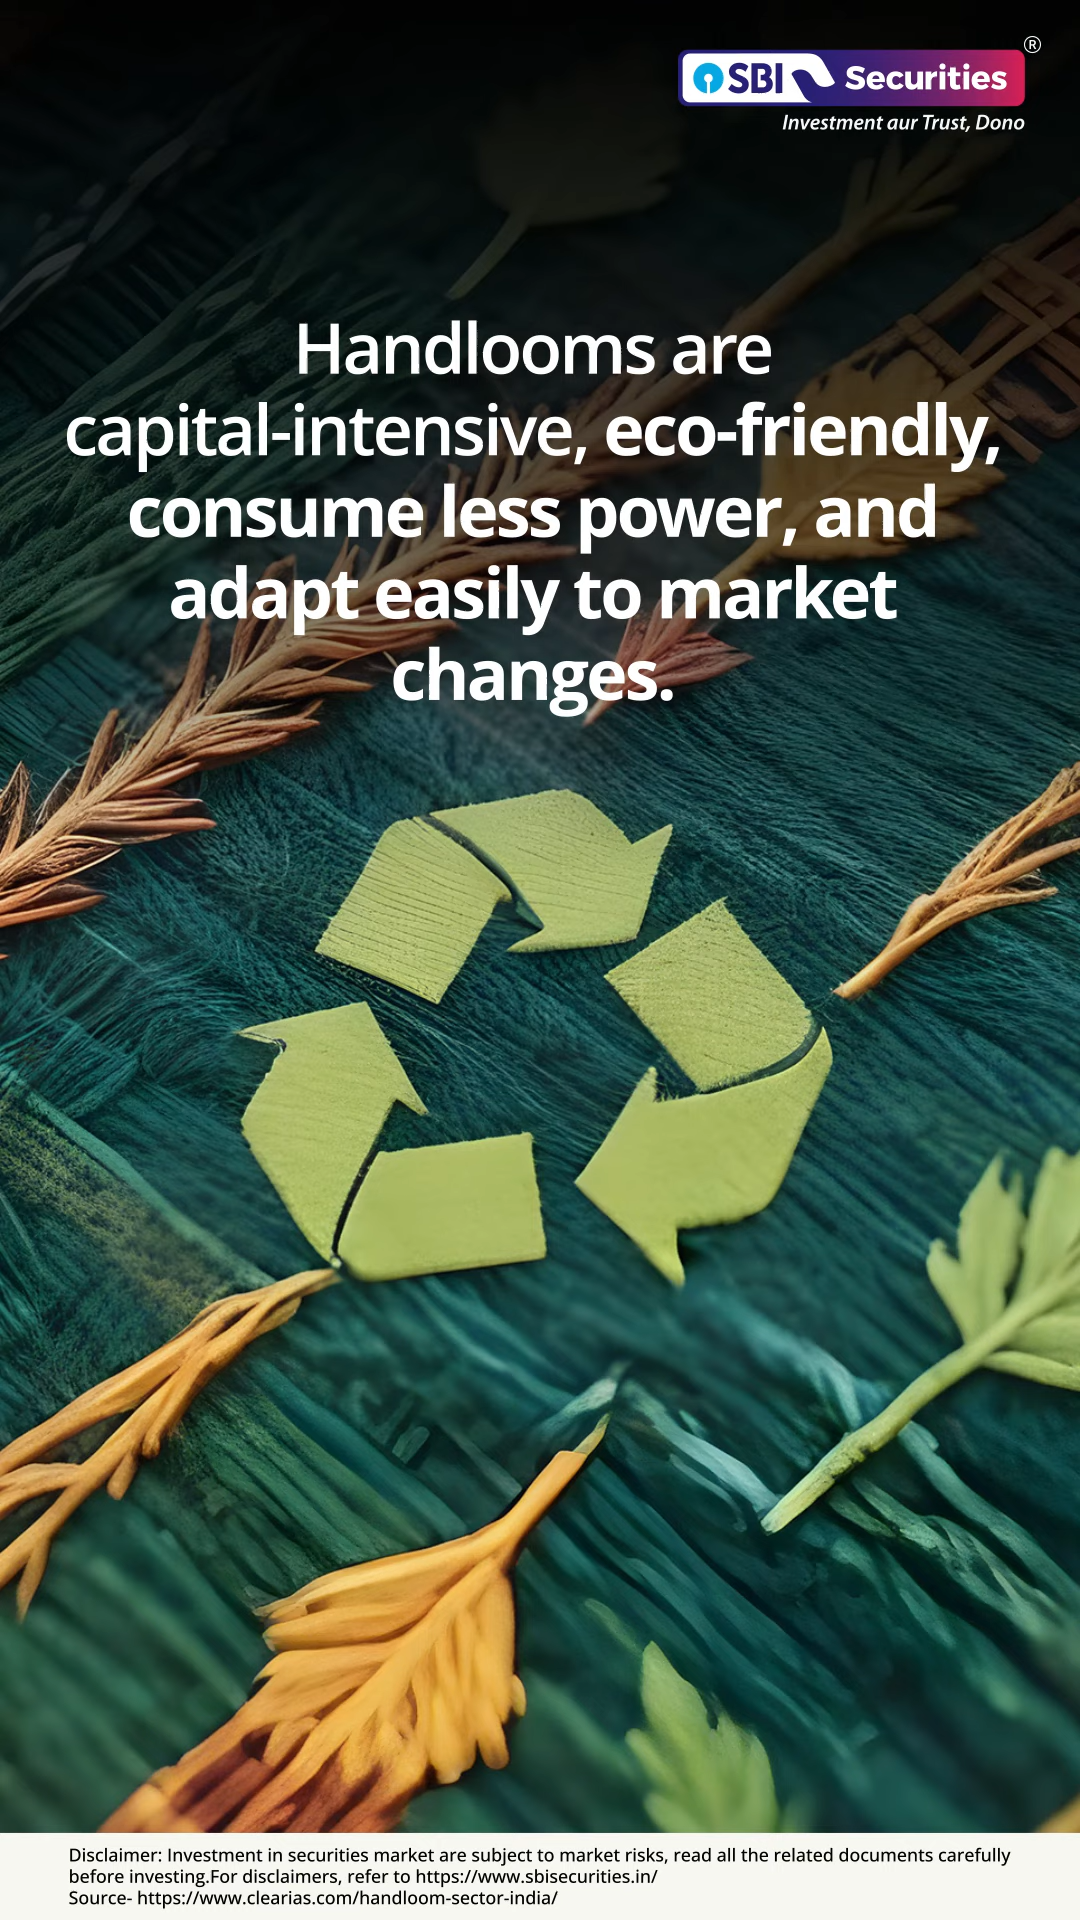 ®
SBI Securities
Investment aur Trust, Dono
Handlooms are
capital-intensive, eco-friendly,
consume less power, and
adapt easily to market
changes.
Disclaimer: Investment in securities market are subject to market risks, read all the related documents carefully
before investing.For disclaimers, refer to https://www.sbisecurities.in/
Source- https://www.clearias.com/handloom-sector-india/